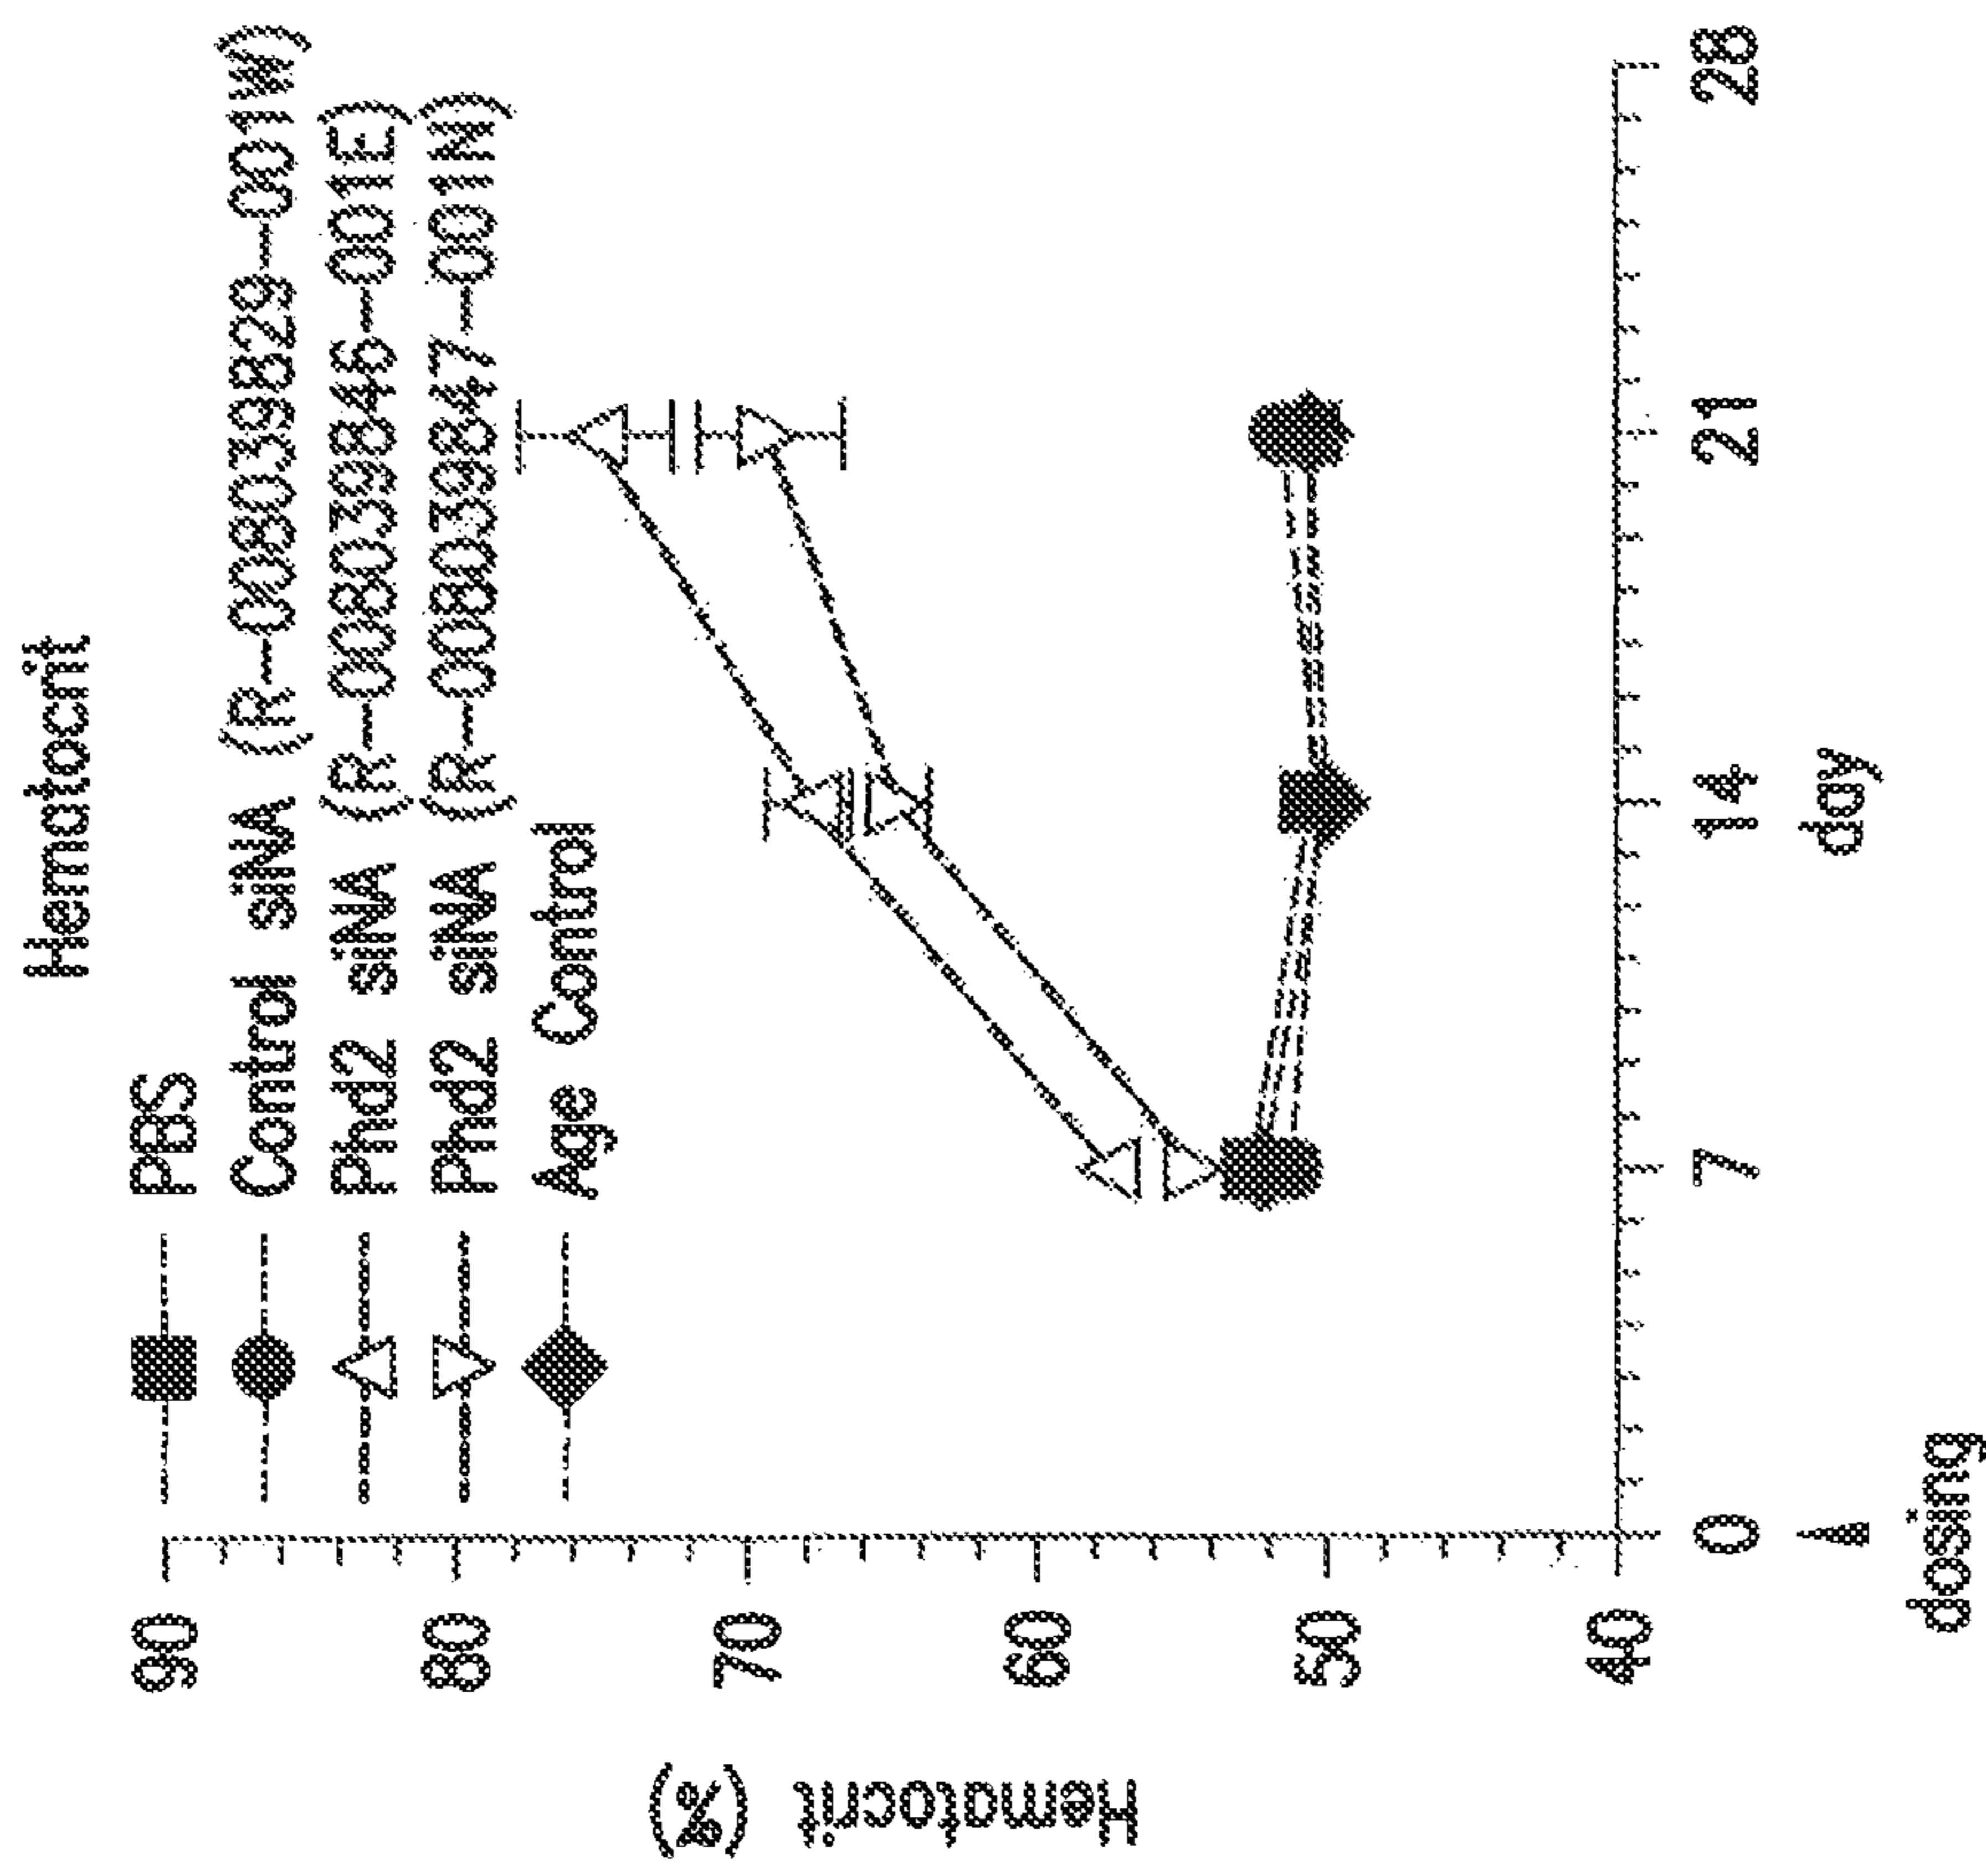 Hematocrit
PBS
Control siNA (R-008039829-001W)
Phd2 siNA (R-008039846-001E)
Phd2 siNA (R-008039847-001N)
Age Control
Hematocrit (%)
90
80
70
60
50
40
0
7
14
21
28
dosing
day